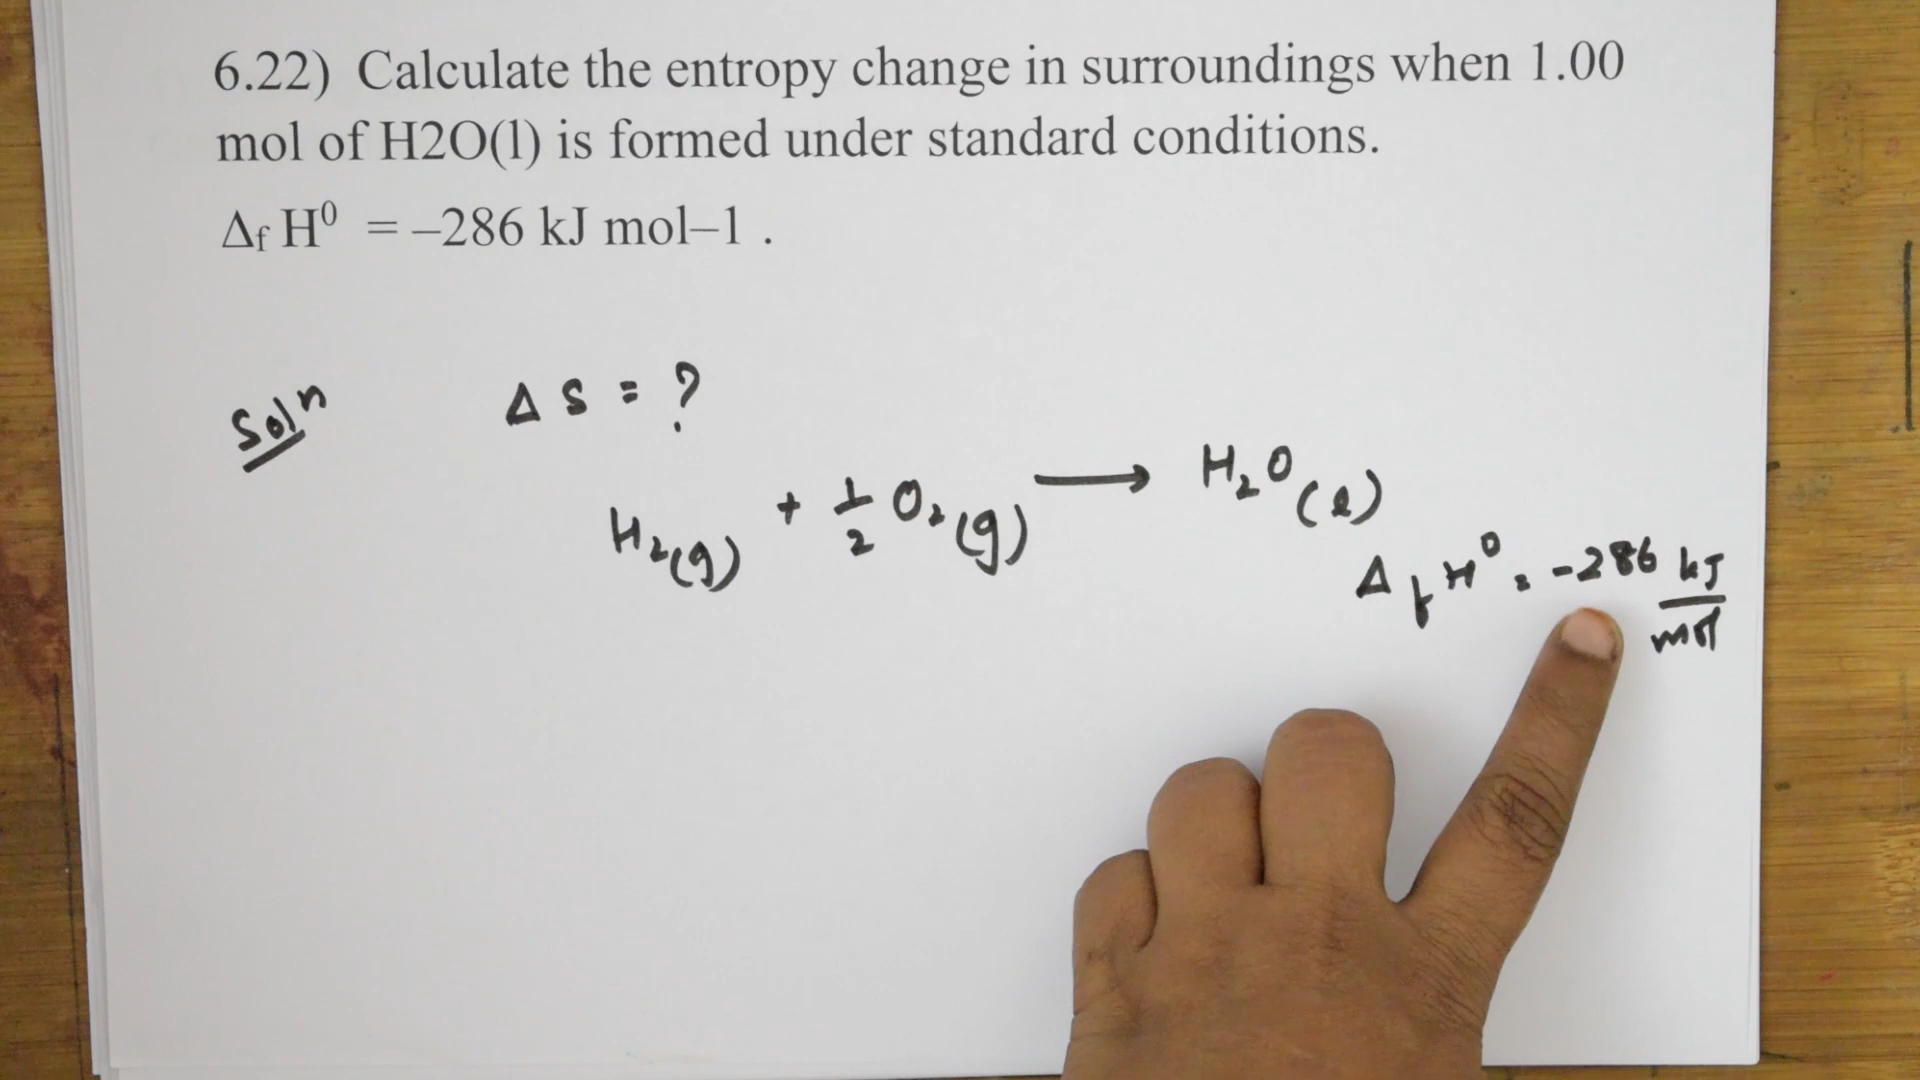 6.22) Calculate the entropy change in surroundings when 1.00
mol of H2O(l) is formed under standard conditions.
Δf H⁰ = –286 kJ mol–1 .
Solⁿ
ΔS = ?
H₂(g) + ½ O₂(g) ⟶ H₂O(l)
ΔfH⁰ = -286 kJ/mol